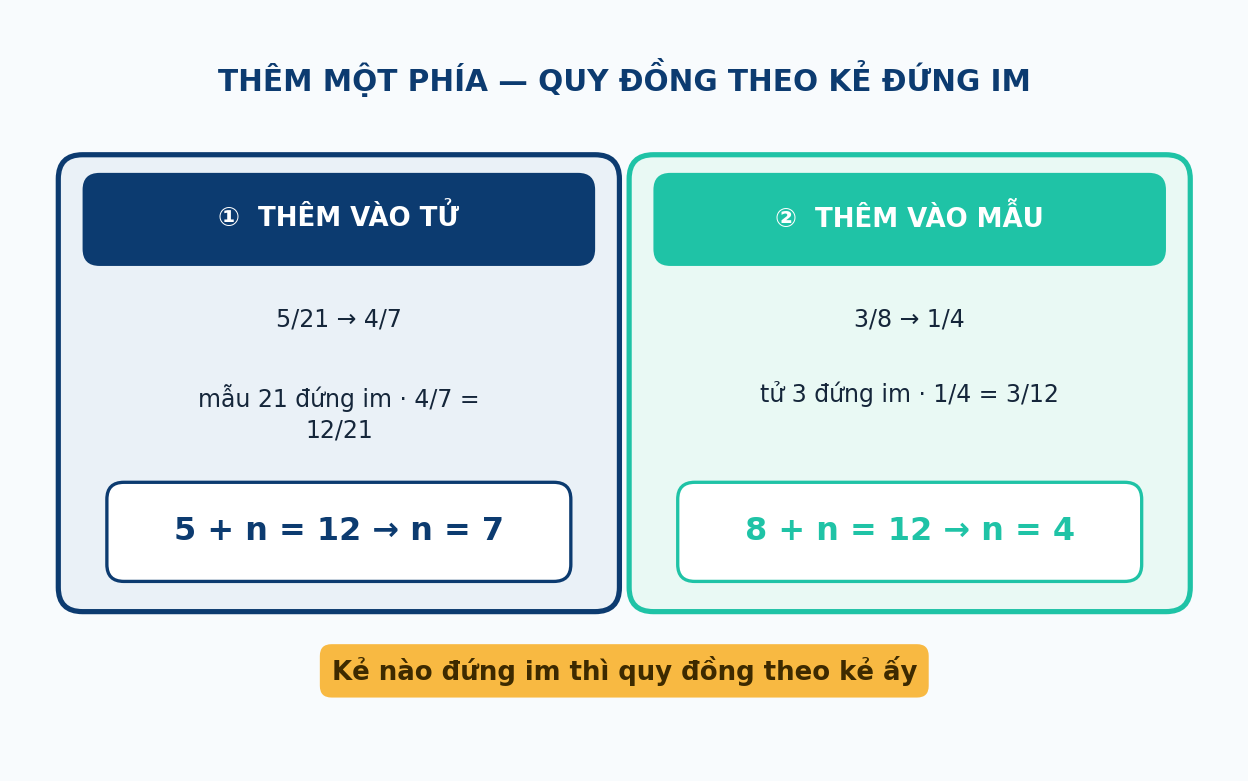 THÊM MỘT PHÍA — QUY ĐỒNG THEO KẺ ĐỨNG IM
① THÊM VÀO TỬ
5/21 → 4/7
mẫu 21 đứng im · 4/7 =
12/21
5 + n = 12 → n = 7
② THÊM VÀO MẪU
3/8 → 1/4
tử 3 đứng im · 1/4 = 3/12
8 + n = 12 → n = 4
Kẻ nào đứng im thì quy đồng theo kẻ ấy